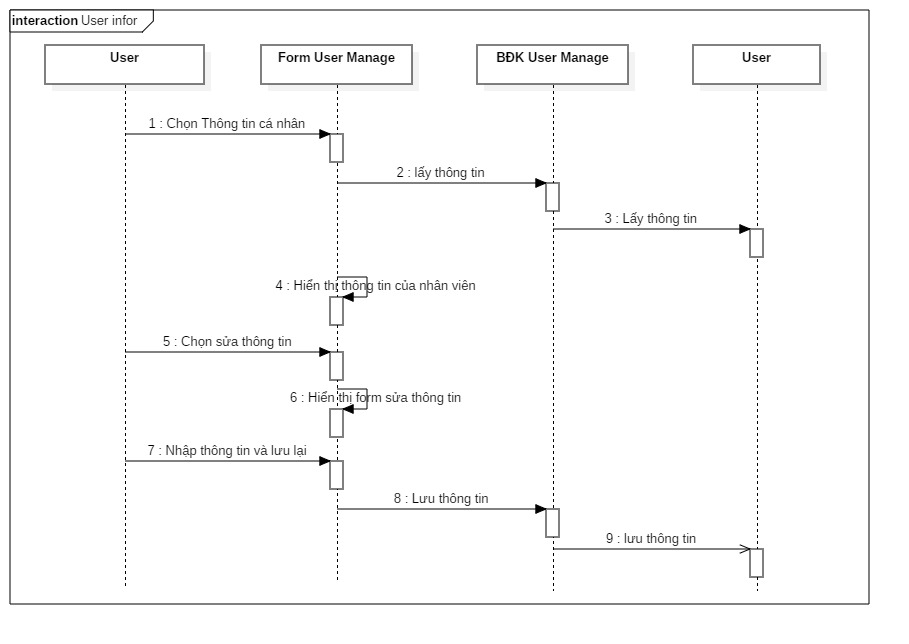 interaction User infor
User
Form User Manage
BĐK User Manage
User
1 : Chọn Thông tin cá nhân
2 : lấy thông tin
3 : Lấy thông tin
4 : Hiển thị thông tin của nhân viên
5 : Chọn sửa thông tin
6 : Hiển thị form sửa thông tin
7 : Nhập thông tin và lưu lại
8 : Lưu thông tin
9 : lưu thông tin